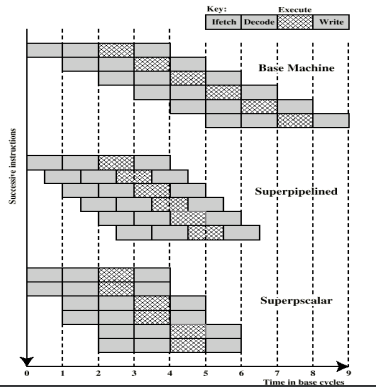 Key: Execute
Ifetch Decode Write
Base Machine
Successive instructions
Superpipelined
Superpscalar
0 1 2 3 4 5 6 7 8 9
Time in base cycles